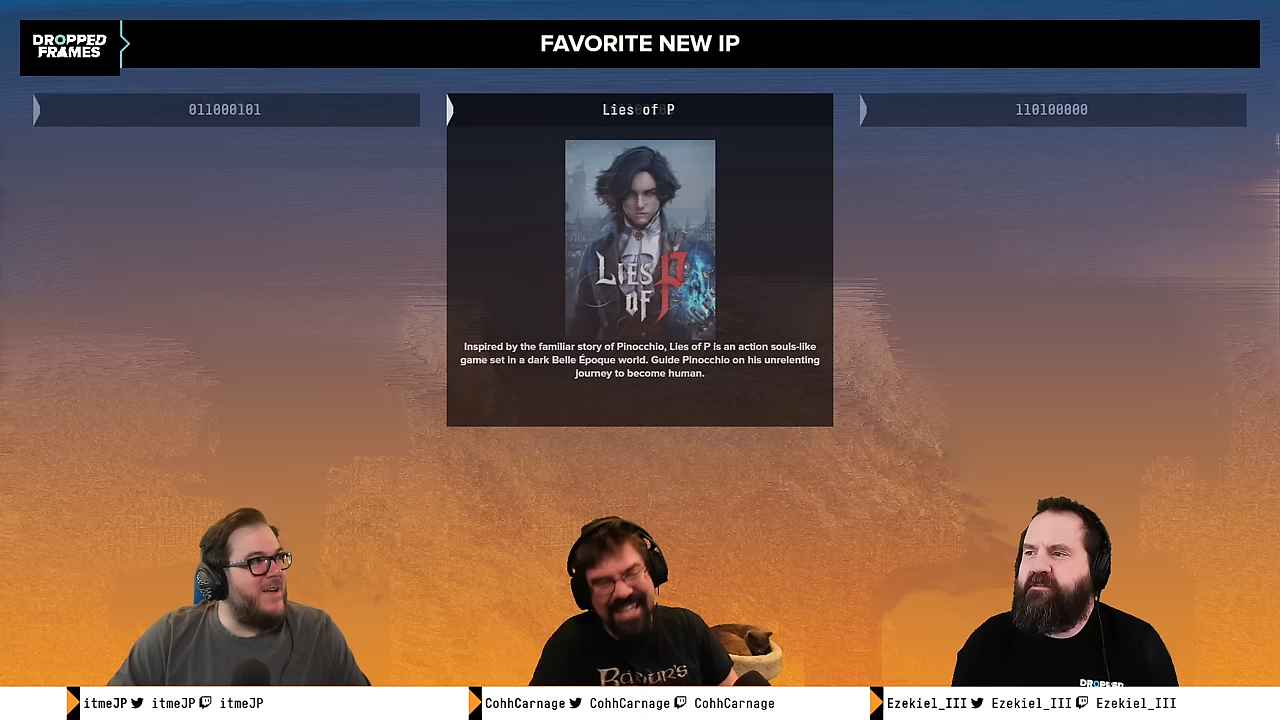 DROPPED
FRAMES
FAVORITE NEW IP
011000101
Lies of P
110100000
LIES
OF P
Inspired by the familiar story of Pinocchio, Lies of P is an action souls-like
game set in a dark Belle Époque world. Guide Pinocchio on his unrelenting
journey to become human.
BALDUR'S
DROPPED
itmeJP itmeJP itmeJP
CohhCarnage CohhCarnage CohhCarnage
Ezekiel_III Ezekiel_III Ezekiel_III